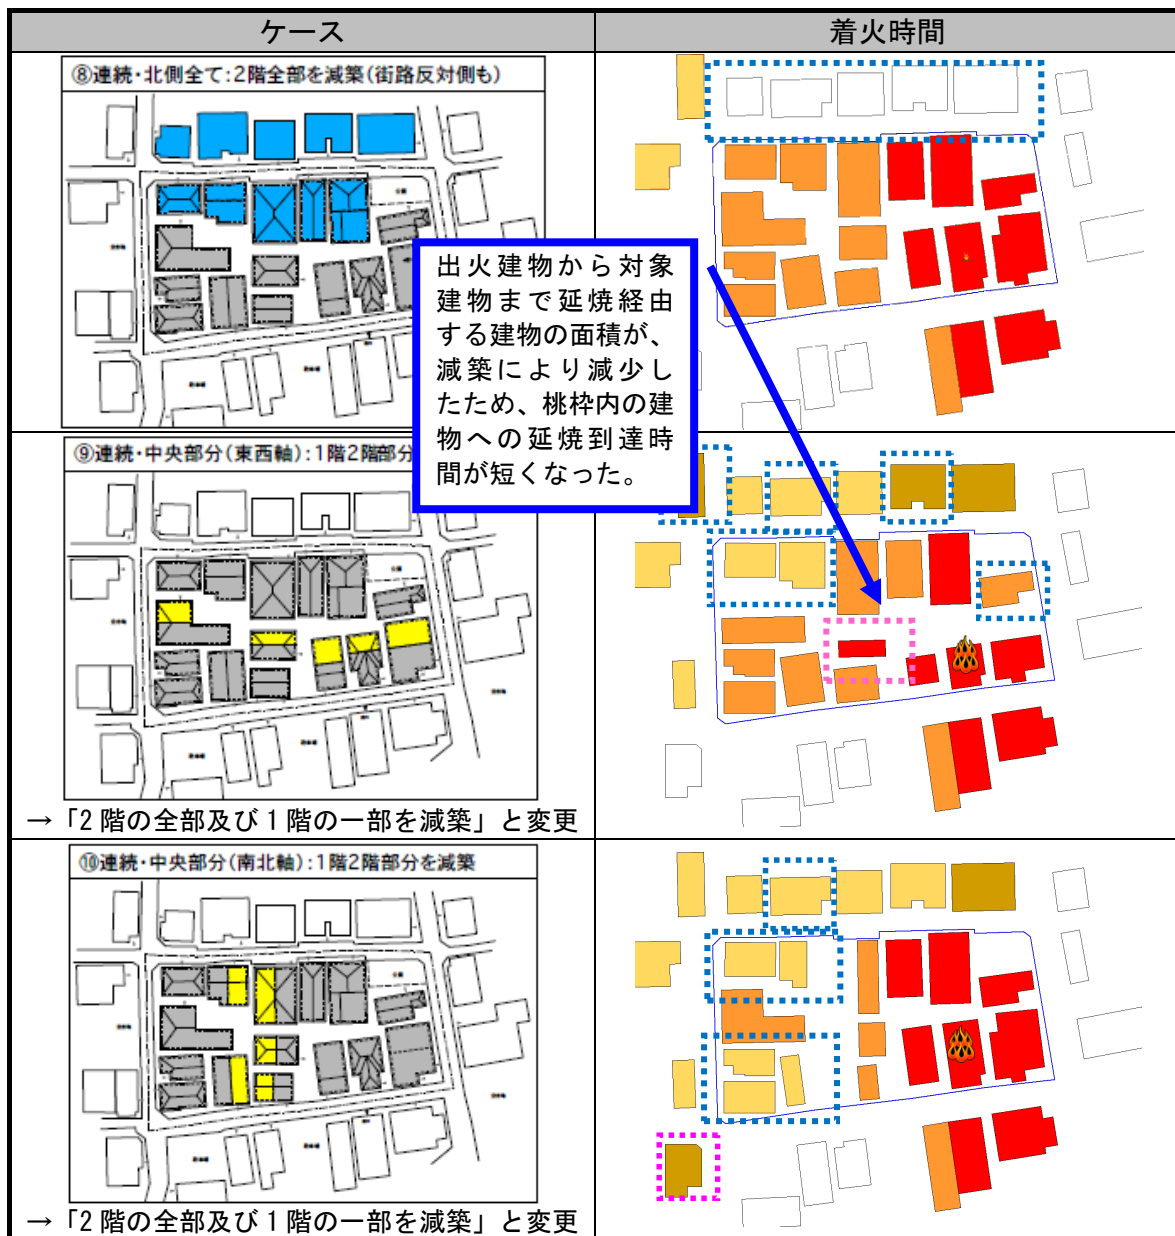 ケース
着火時間
⑧連続・北側全て：2階全部を減築（街路反対側も）
公園
出火建物から対象
建物まで延焼経由
する建物の面積が、
減築により減少し
たため、桃枠内の建
物への延焼到達時
間が短くなった。
⑨連続・中央部分（東西軸）：1階2階部分
公園
→「2 階の全部及び 1 階の一部を減築」と変更
⑩連続・中央部分（南北軸）：1階2階部分を減築
公園
→「2 階の全部及び 1 階の一部を減築」と変更